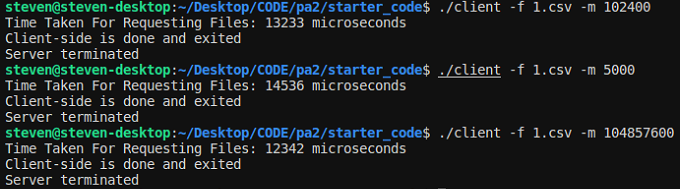 steven@steven-desktop:~/Desktop/CODE/pa2/starter_code$ ./client -f 1.csv -m 102400
Time Taken For Requesting Files: 13233 microseconds
Client-side is done and exited
Server terminated
steven@steven-desktop:~/Desktop/CODE/pa2/starter_code$ ./client -f 1.csv -m 5000
Time Taken For Requesting Files: 14536 microseconds
Client-side is done and exited
Server terminated
steven@steven-desktop:~/Desktop/CODE/pa2/starter_code$ ./client -f 1.csv -m 104857600
Time Taken For Requesting Files: 12342 microseconds
Client-side is done and exited
Server terminated